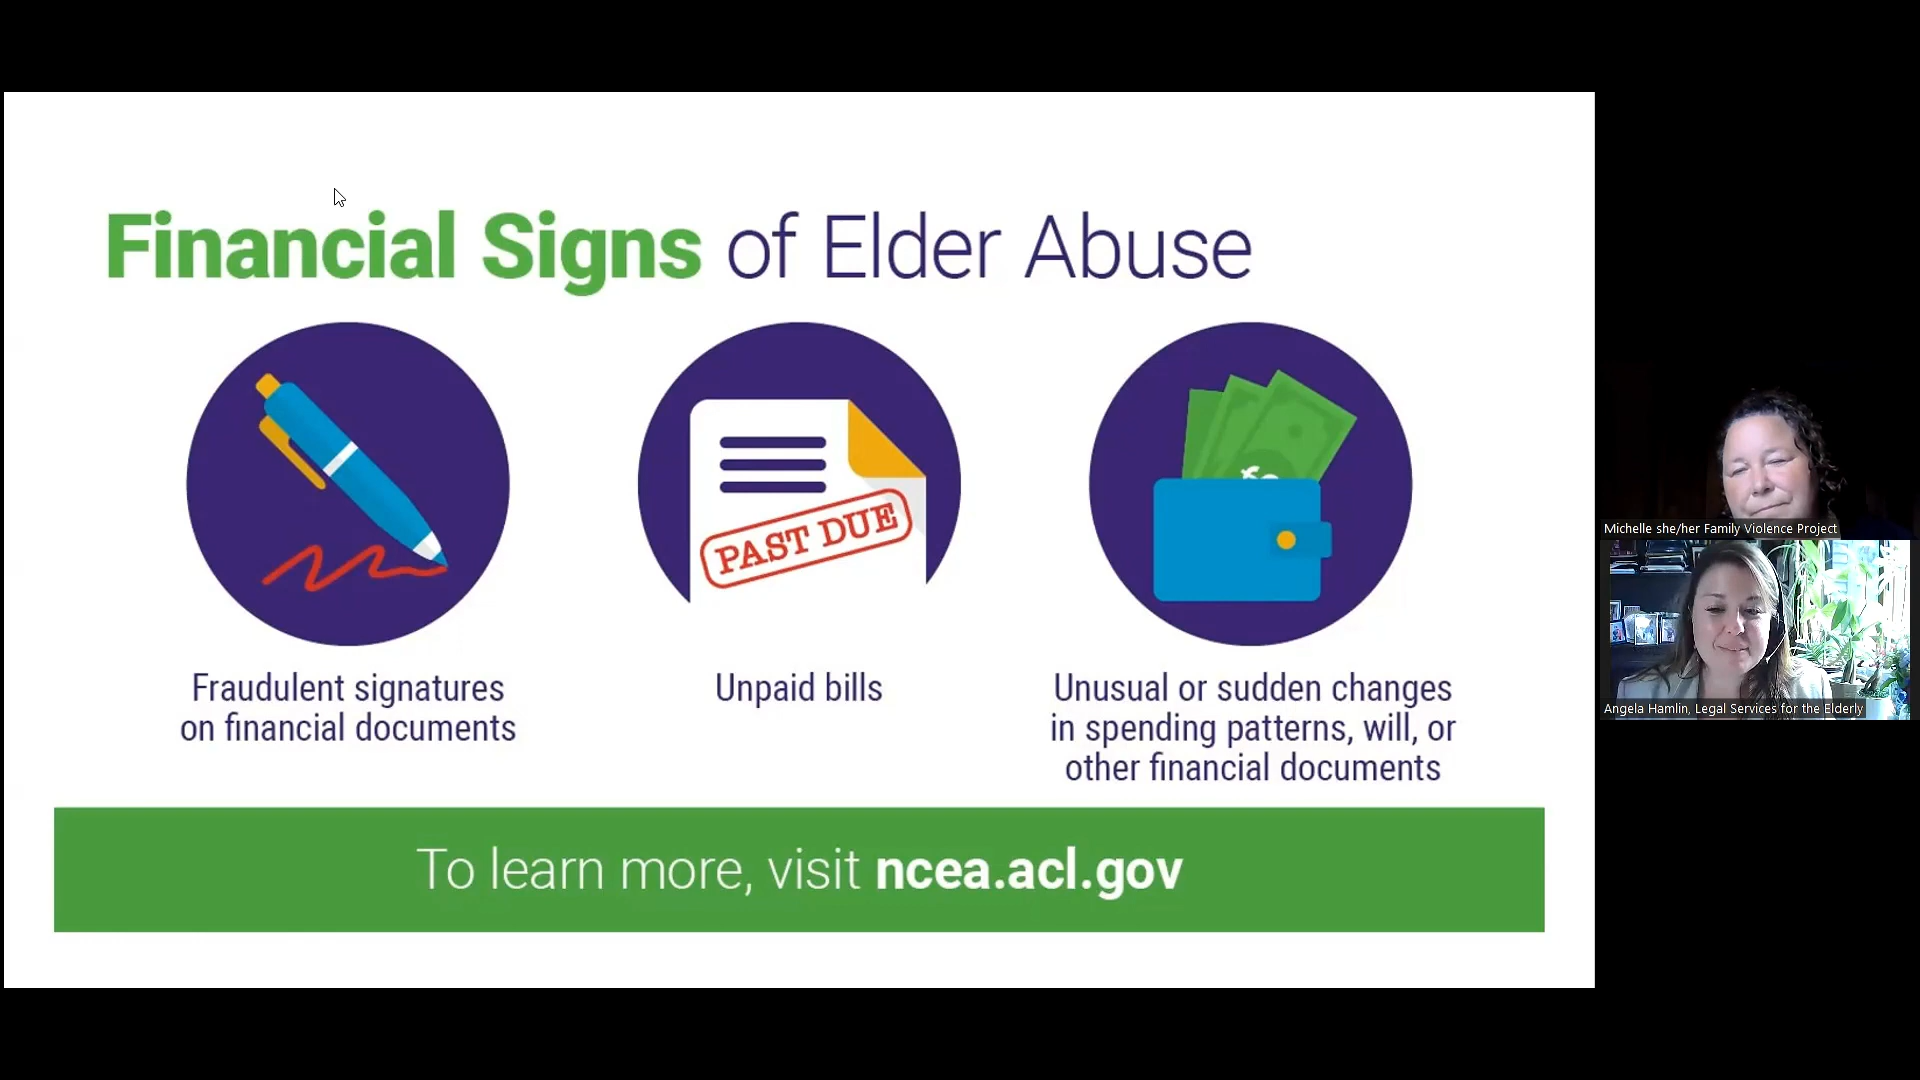 Financial Signs of Elder Abuse
PAST DUE
Fraudulent signatures
on financial documents
Unpaid bills
Unusual or sudden changes
in spending patterns, will, or
other financial documents
To learn more, visit ncea.acl.gov
Michelle she/her Family Violence Project
Angela Hamlin, Legal Services for the Elderly